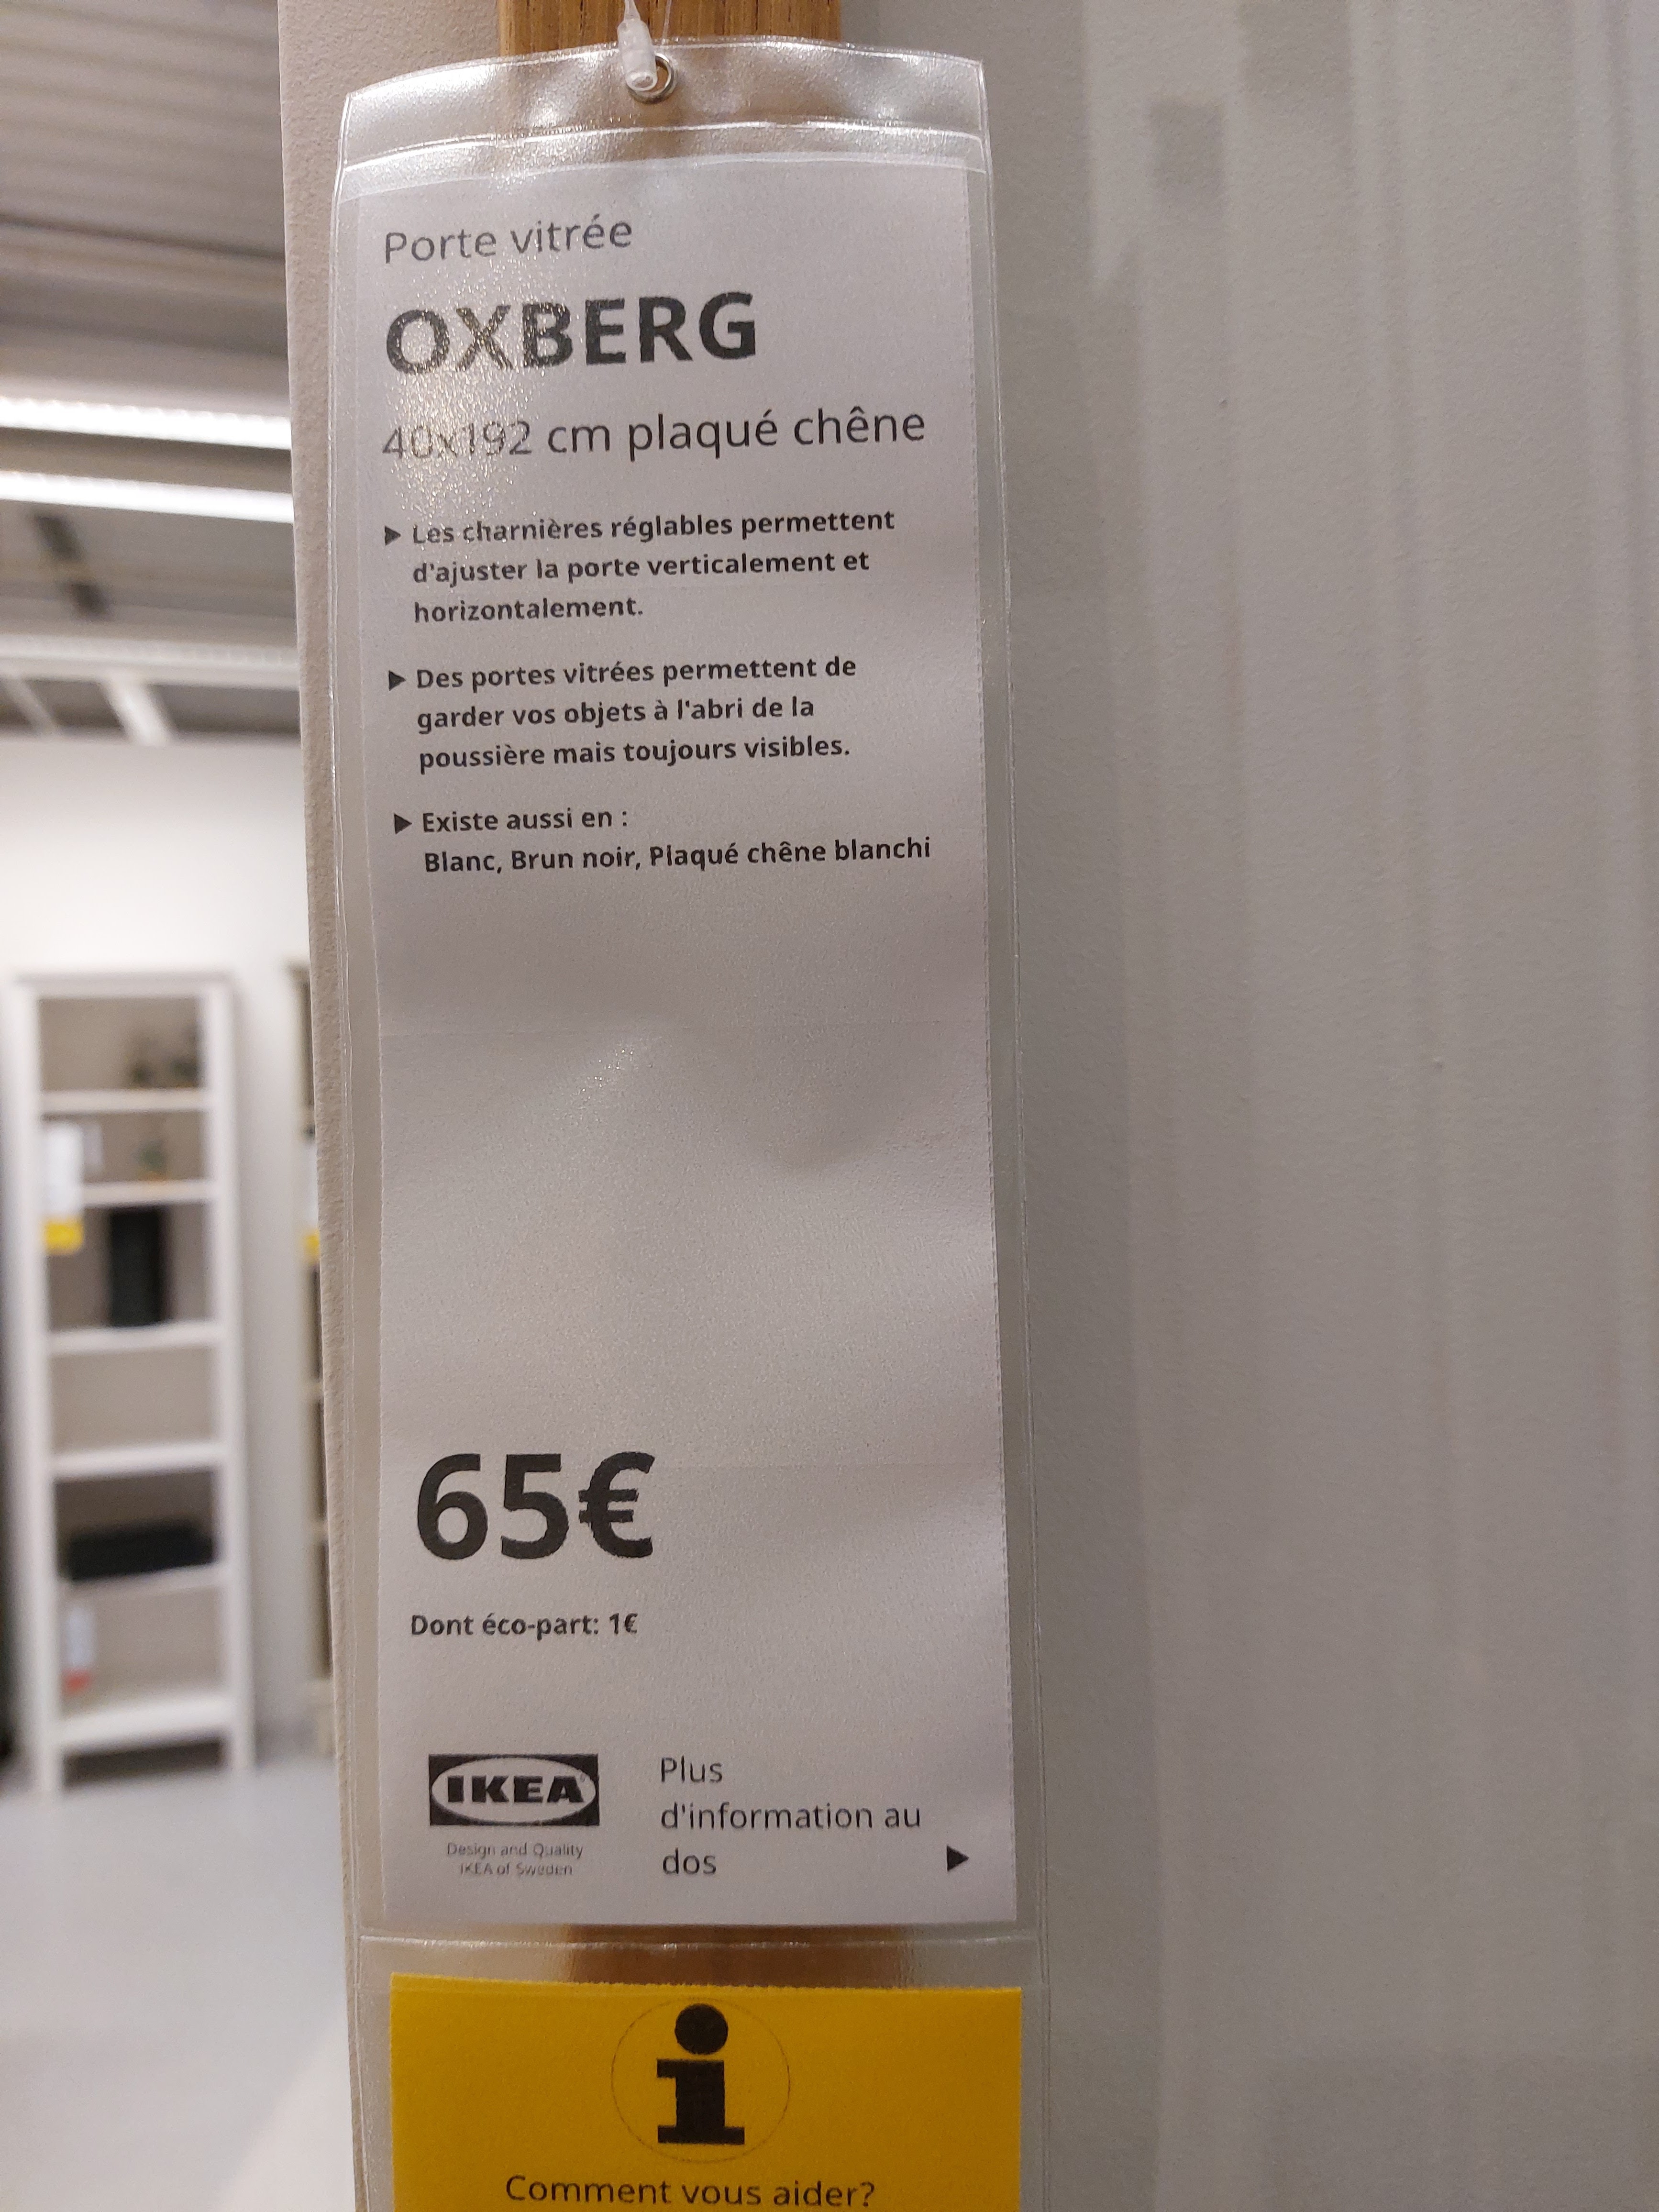 Porte vitrée
OXBERG
40x192 cm plaqué chêne
▶ Les charnières réglables permettent
d'ajuster la porte verticalement et
horizontalement.
▶ Des portes vitrées permettent de
garder vos objets à l'abri de la
poussière mais toujours visibles.
▶ Existe aussi en :
Blanc, Brun noir, Plaqué chêne blanchi
65€
Dont éco-part: 1€
IKEA
Design and Quality
IKEA of Sweden
Plus
d'information au
dos ▶
i
Comment vous aider?